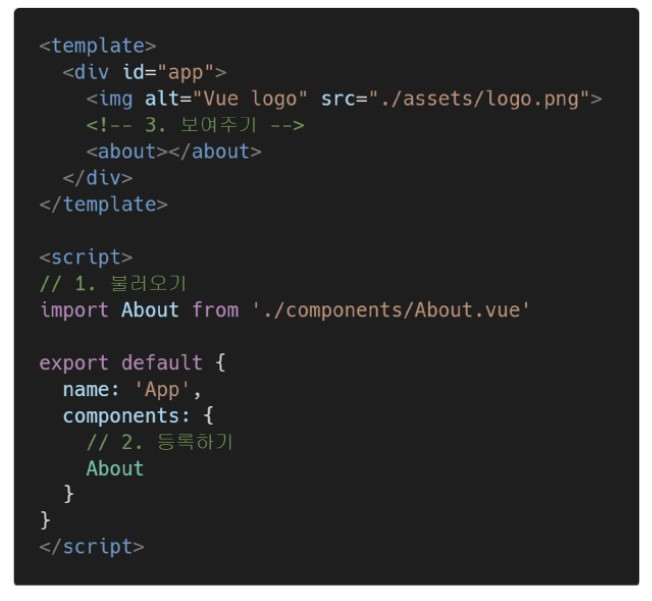 <template>
  <div id="app">
    <img alt="Vue logo" src="./assets/logo.png">
    <!-- 3. 보여주기 -->
    <about></about>
  </div>
</template>

<script>
// 1. 불러오기
import About from './components/About.vue'

export default {
  name: 'App',
  components: {
    // 2. 등록하기
    About
  }
}
</script>